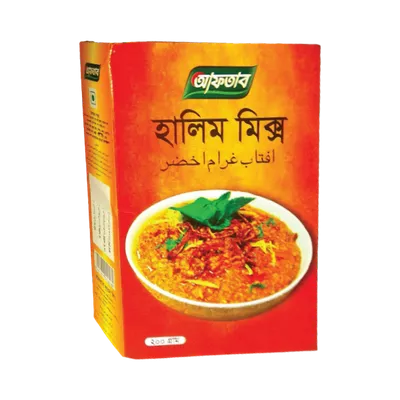 আফতাব
হালিম মিক্স
افتاب غرام اخضر
২০০ গ্রাম